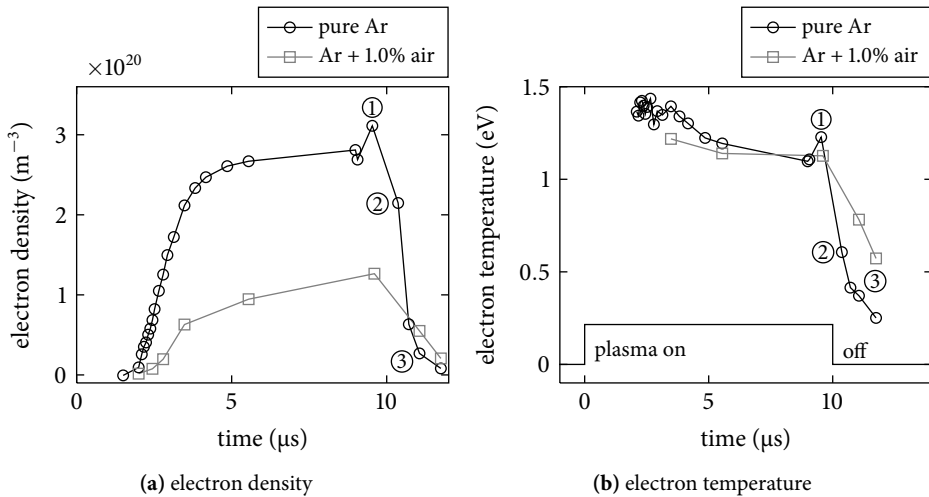 pure Ar
Ar + 1.0% air
×10²⁰
electron density (m⁻³)
3
2
1
0
①
②
③
0
5
10
time (µs)
(a) electron density
pure Ar
Ar + 1.0% air
electron temperature (eV)
1.5
1
0.5
0
①
②
③
plasma on
off
0
5
10
time (µs)
(b) electron temperature